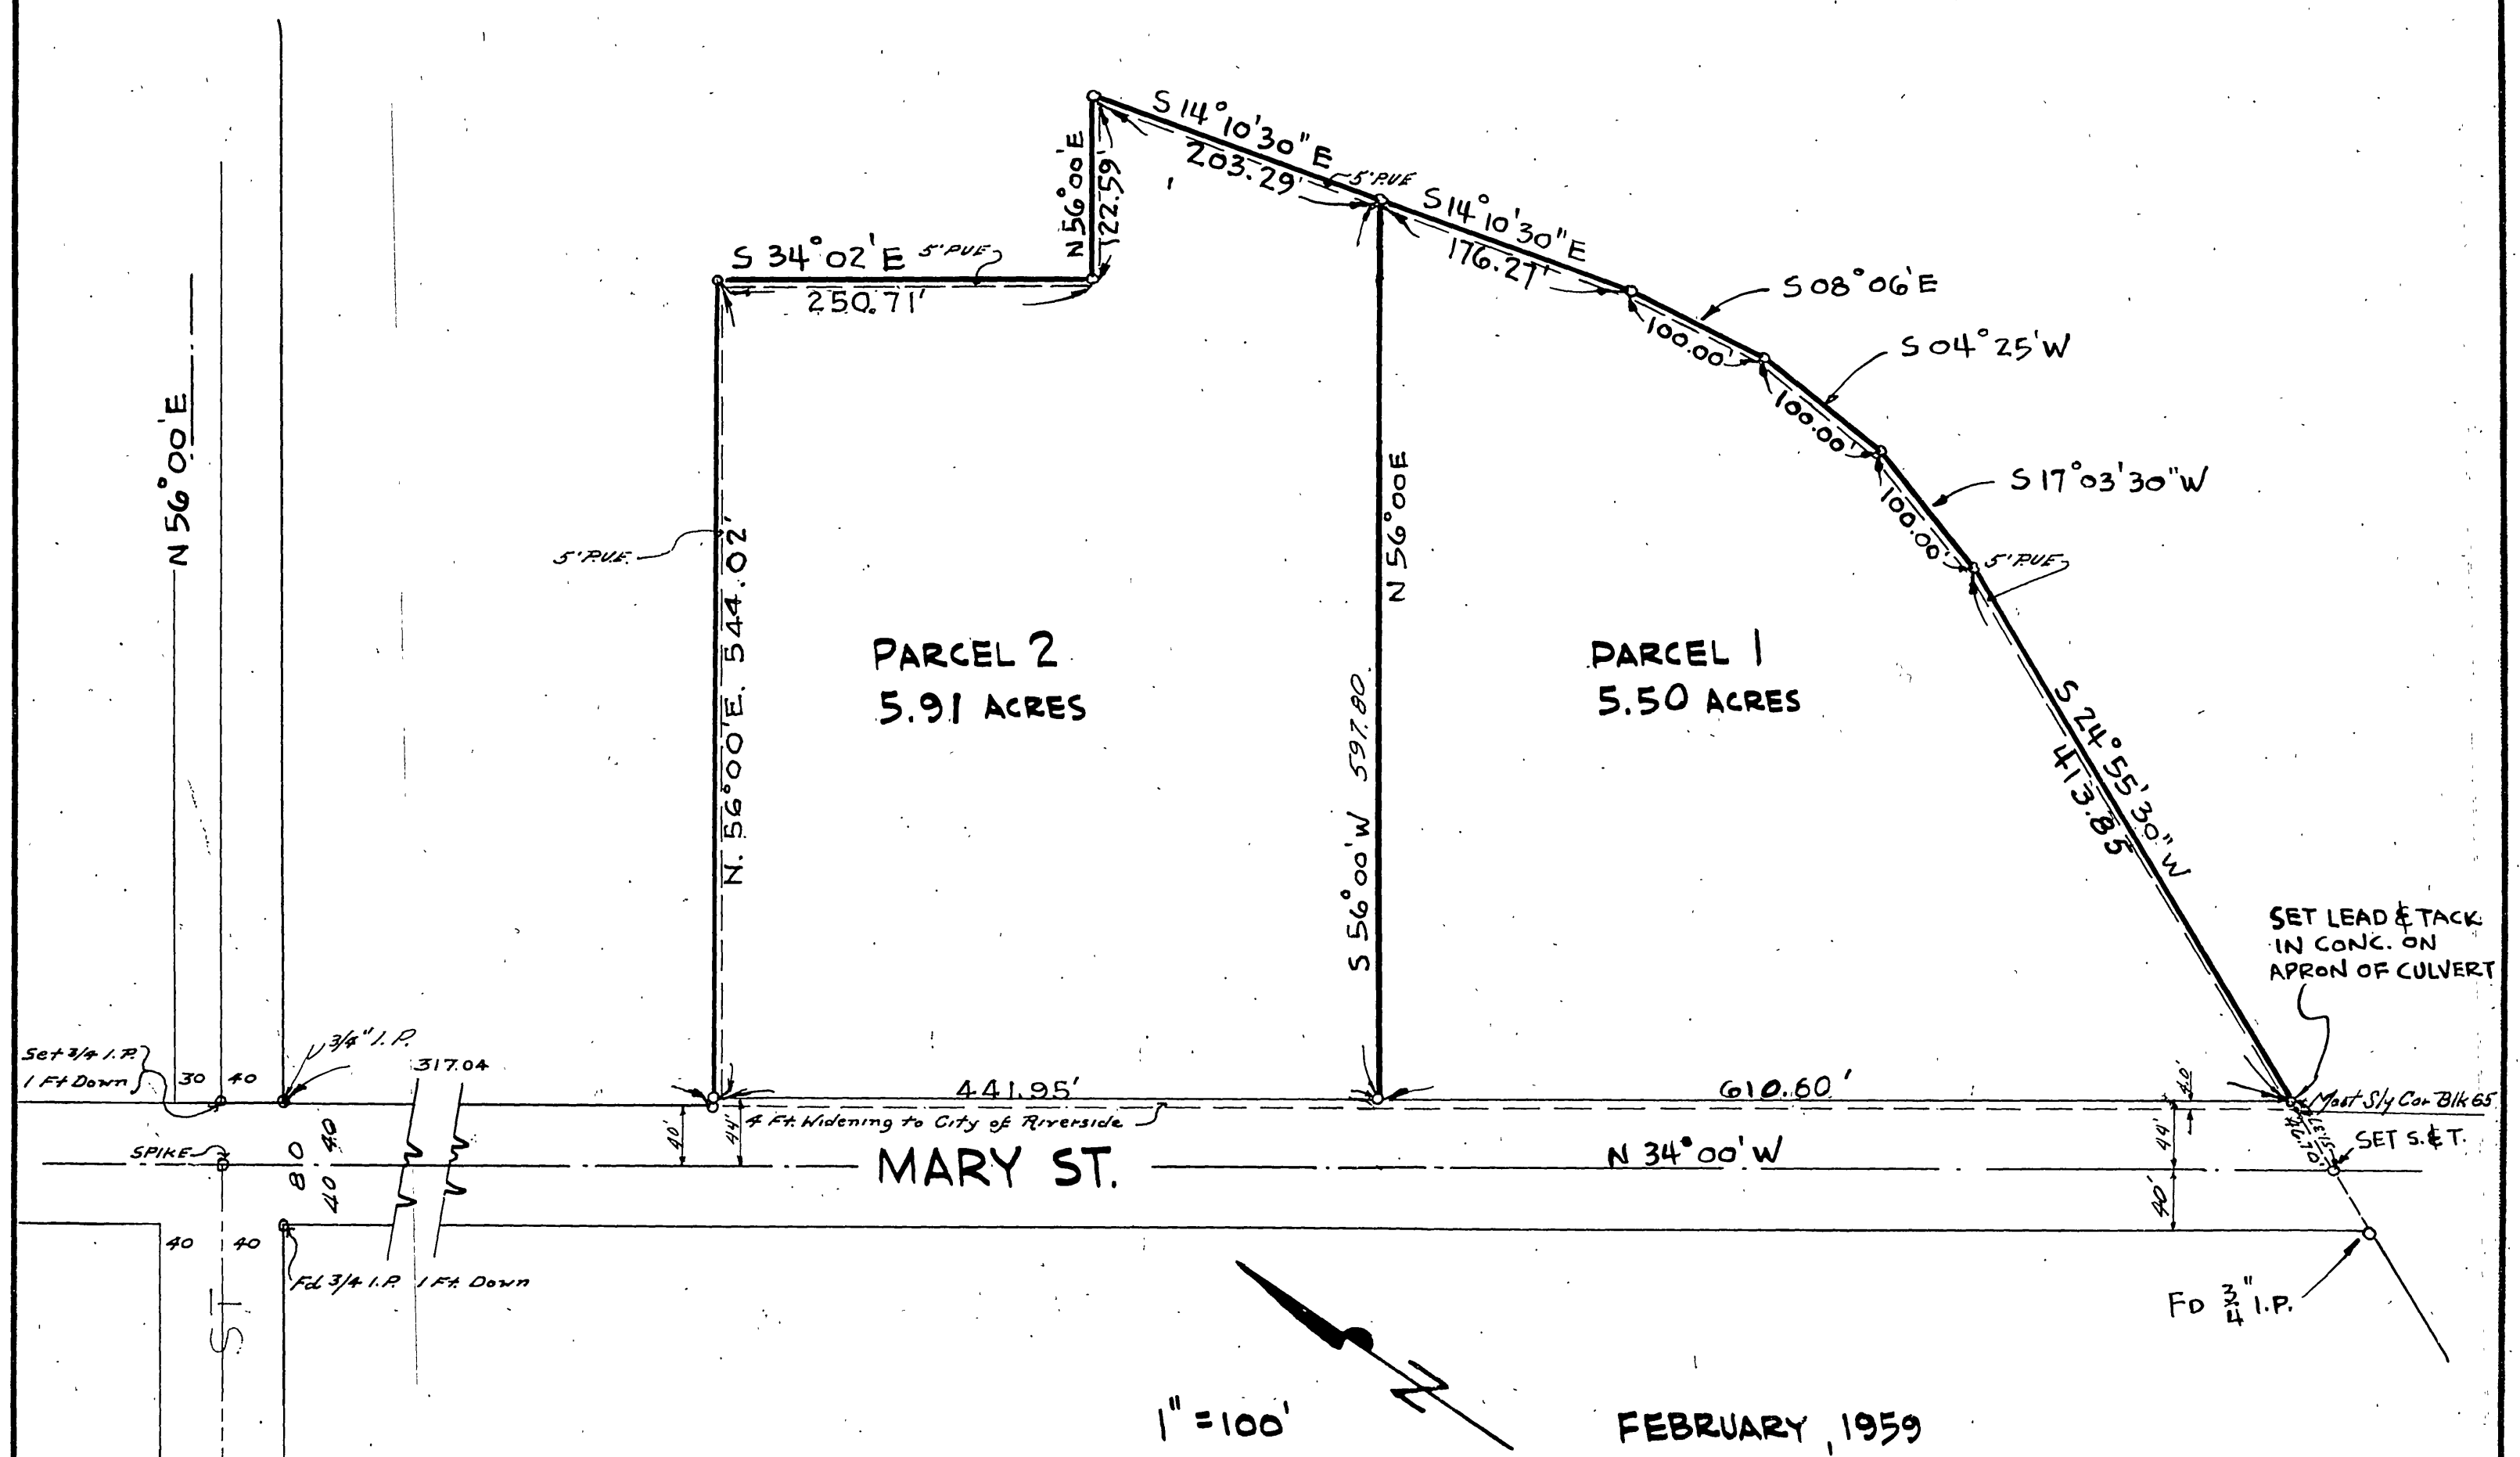 S 14°10'30" E
203.29'
5' PUE
N 56°00'E
122.59'
S 14°10'30" E
176.27'
S 34°02'E
5' PUE
250.71'
S 08°06'E
100.00'
S 04°25'W
100.00'
N 56°00'E
N 56°00E
S 17°03'30"W
100.00'
5' P.U.E.
5' PUE
N. 56°00'E. 544.02'
PARCEL 2
5.91 ACRES
PARCEL 1
5.50 ACRES
S 56°00'W 597.80
S 24°55'30" W
413.85
SET LEAD & TACK
IN CONC. ON
APRON OF CULVERT
Set 3/4 I.P.
1 Ft Down
30
40
3/4" I.P.
317.04
441.95'
610.60'
4.0'
Most Sly Cor Blk 65
4 Ft. Widening to City of Riverside
40'
44'
44'
SET S.&T.
SPIKE
80
40
40
MARY ST.
N 34°00'W
40'
40
40
Fd 3/4 I.P. 1 Ft. Down
FD 3/4" I.P.
ST
N
1"=100'
FEBRUARY, 1959